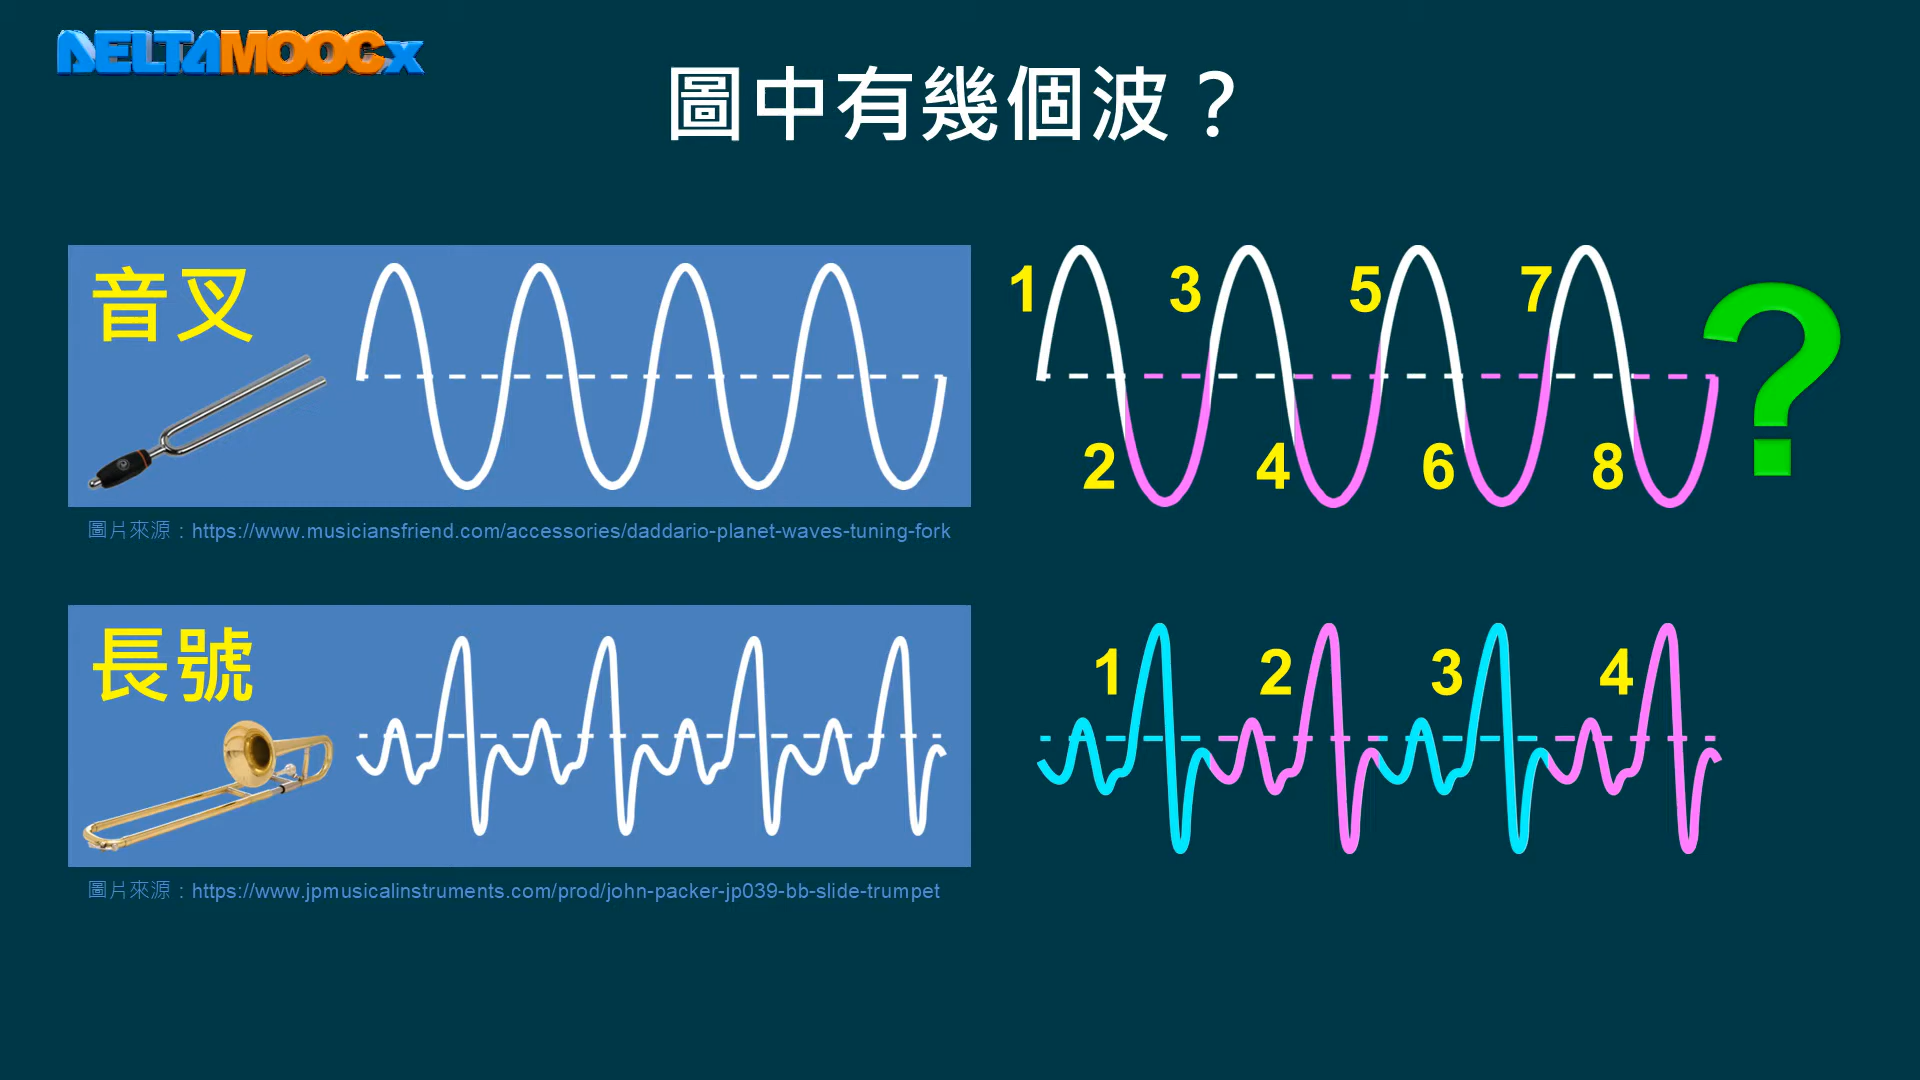 DELTAMOOCx
圖中有幾個波？
音叉
1 3 5 7
2 4 6 8
?
圖片來源：https://www.musiciansfriend.com/accessories/daddario-planet-waves-tuning-fork
長號
1 2 3 4
圖片來源：https://www.jpmusicalinstruments.com/prod/john-packer-jp039-bb-slide-trumpet